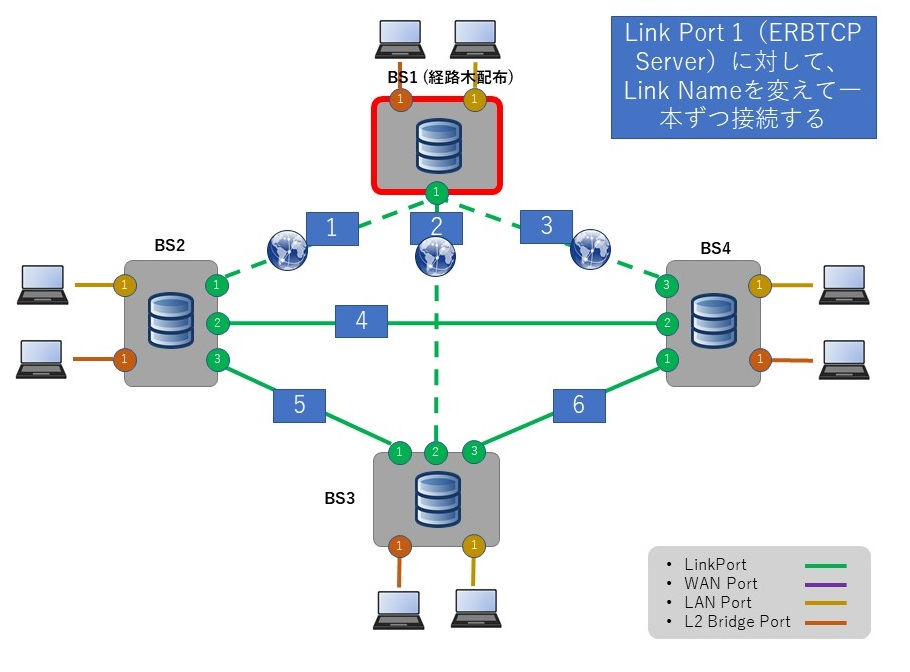 BS1 (経路木配布)
1
1
1
Link Port 1（ERBTCP
Server）に対して、
Link Nameを変えて一
本ずつ接続する
1
2
3
BS2
BS4
1
1
2
3
1
4
5
6
3
2
1
1
1
BS3
1
2
3
1
1
• LinkPort
• WAN Port
• LAN Port
• L2 Bridge Port